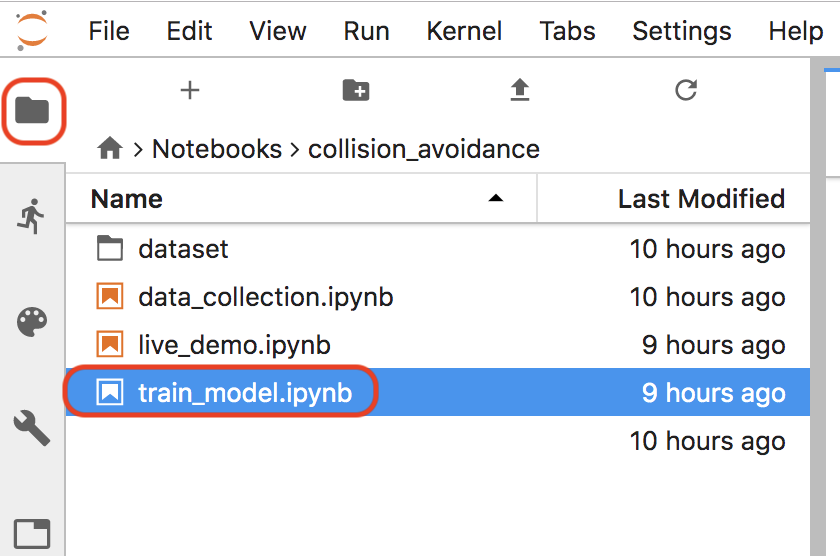 File Edit View Run Kernel Tabs Settings Help
Notebooks > collision_avoidance
Name Last Modified
dataset 10 hours ago
data_collection.ipynb 10 hours ago
live_demo.ipynb 9 hours ago
train_model.ipynb 9 hours ago
10 hours ago